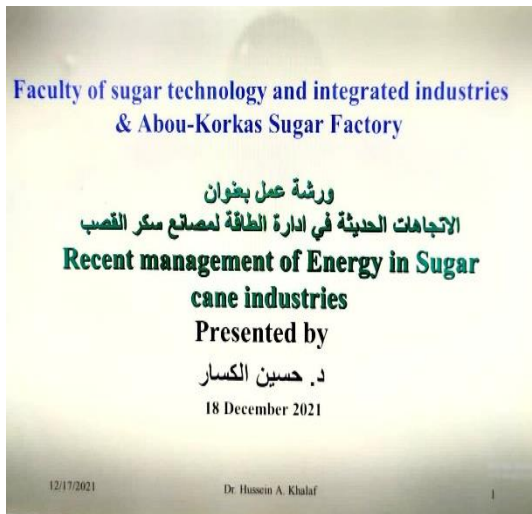 Faculty of sugar technology and integrated industries
& Abou-Korkas Sugar Factory
ورشة عمل بعنوان
الاتجاهات الحديثة في ادارة الطاقة لمصانع سكر القصب
Recent management of Energy in Sugar
cane industries
Presented by
د. حسين الكسار
18 December 2021
12/17/2021
Dr. Hussein A. Khalaf
1